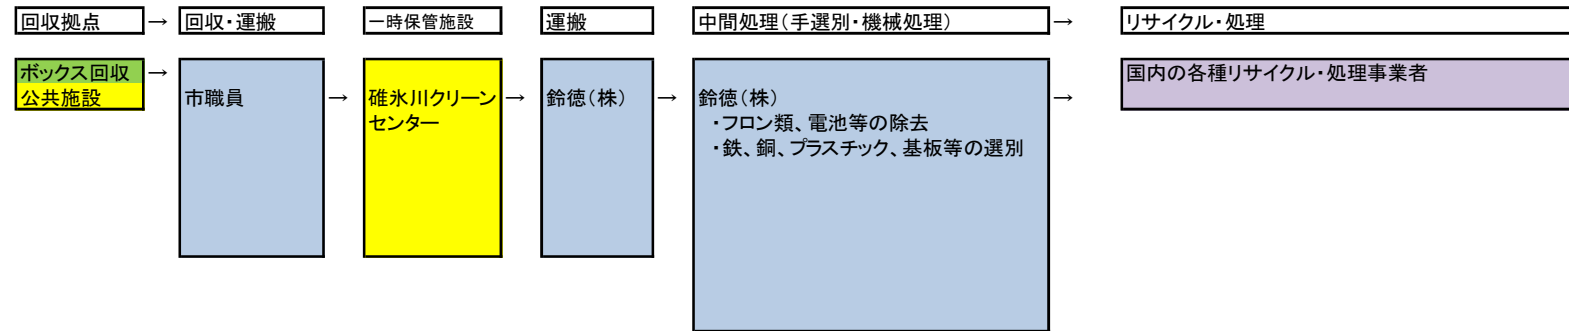 回収拠点 → 回収・運搬 一時保管施設 運搬 中間処理(手選別・機械処理) → リサイクル・処理
ボックス回収 → 国内の各種リサイクル・処理事業者
公共施設 市職員 → 碓氷川クリーン → 鈴徳(株) → 鈴徳(株) →
センター ・フロン類、電池等の除去
・鉄、銅、プラスチック、基板等の選別